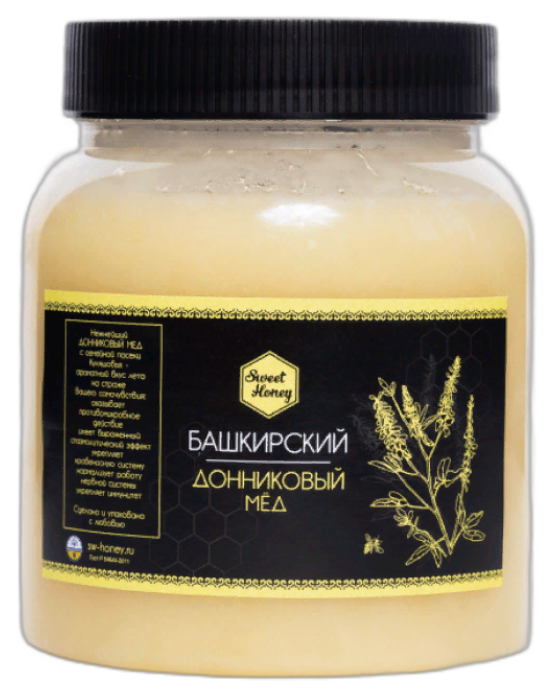 Нежнейший
ДОННИКОВЫЙ МЁД
с семейной пасеки
Кулешовых -
ароматный вкус лета
на страже
Вашего самочувствия:
оказывает
противомикробное
действие
имеет выраженный
спазмолитический эффект
укрепляет
кровеносную систему
нормализует работу
нервной системы
укрепляет иммунитет
Сделано и упаковано
с любовью
sw-honey.ru
Sweet
Honey
БАШКИРСКИЙ
ДОННИКОВЫЙ
МЁД